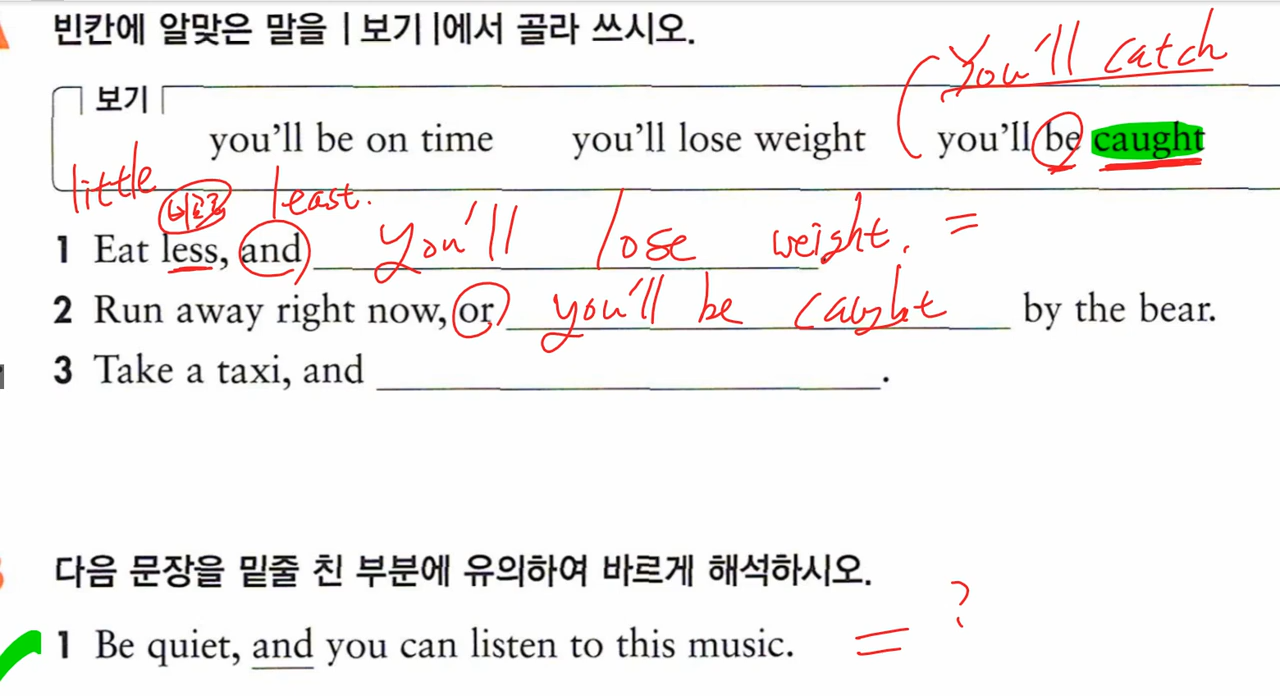 빈칸에 알맞은 말을 | 보기 |에서 골라 쓰시오.
You'll catch
보기
you'll be on time you'll lose weight you'll be caught
little 비교급 least.
1 Eat less, and you'll lose weight. =
2 Run away right now, or you'll be caught by the bear.
3 Take a taxi, and ____________.
다음 문장을 밑줄 친 부분에 유의하여 바르게 해석하시오.
1 Be quiet, and you can listen to this music. = ?